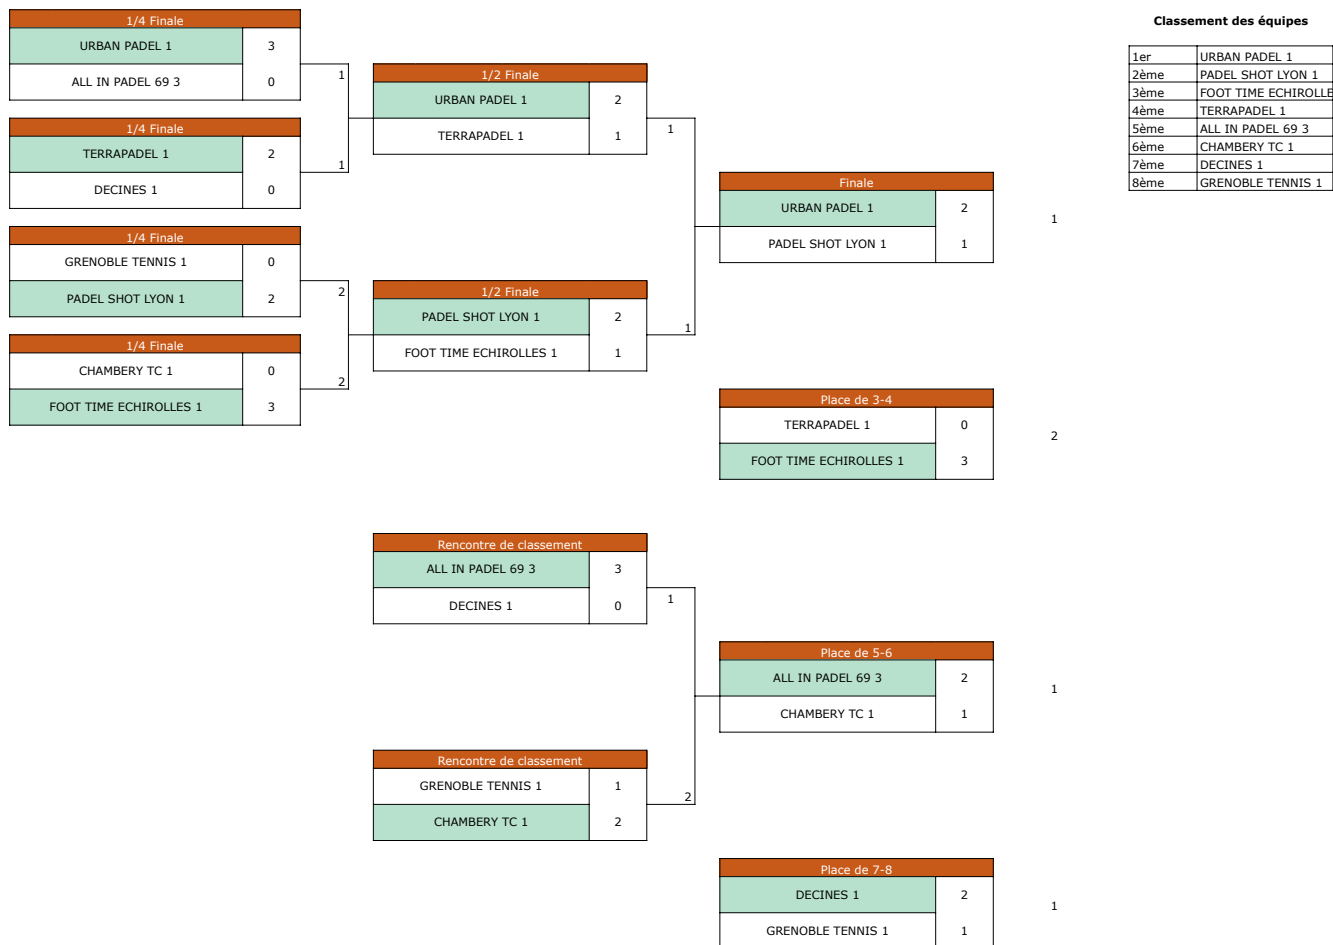 1/4 Finale
URBAN PADEL 1 3
ALL IN PADEL 69 3 0
1
1/4 Finale
TERRAPADEL 1 2
DECINES 1 0
1
1/4 Finale
GRENOBLE TENNIS 1 0
PADEL SHOT LYON 1 2
2
1/4 Finale
CHAMBERY TC 1 0
FOOT TIME ECHIROLLES 1 3
2
1/2 Finale
URBAN PADEL 1 2
TERRAPADEL 1 1
1
1/2 Finale
PADEL SHOT LYON 1 2
FOOT TIME ECHIROLLES 1 1
1
Finale
URBAN PADEL 1 2
PADEL SHOT LYON 1 1
1
Place de 3-4
TERRAPADEL 1 0
FOOT TIME ECHIROLLES 1 3
2
Rencontre de classement
ALL IN PADEL 69 3 3
DECINES 1 0
1
Rencontre de classement
GRENOBLE TENNIS 1 1
CHAMBERY TC 1 2
2
Place de 5-6
ALL IN PADEL 69 3 2
CHAMBERY TC 1 1
1
Place de 7-8
DECINES 1 2
GRENOBLE TENNIS 1 1
1
Classement des équipes
1er URBAN PADEL 1
2ème PADEL SHOT LYON 1
3ème FOOT TIME ECHIROLLE
4ème TERRAPADEL 1
5ème ALL IN PADEL 69 3
6ème CHAMBERY TC 1
7ème DECINES 1
8ème GRENOBLE TENNIS 1